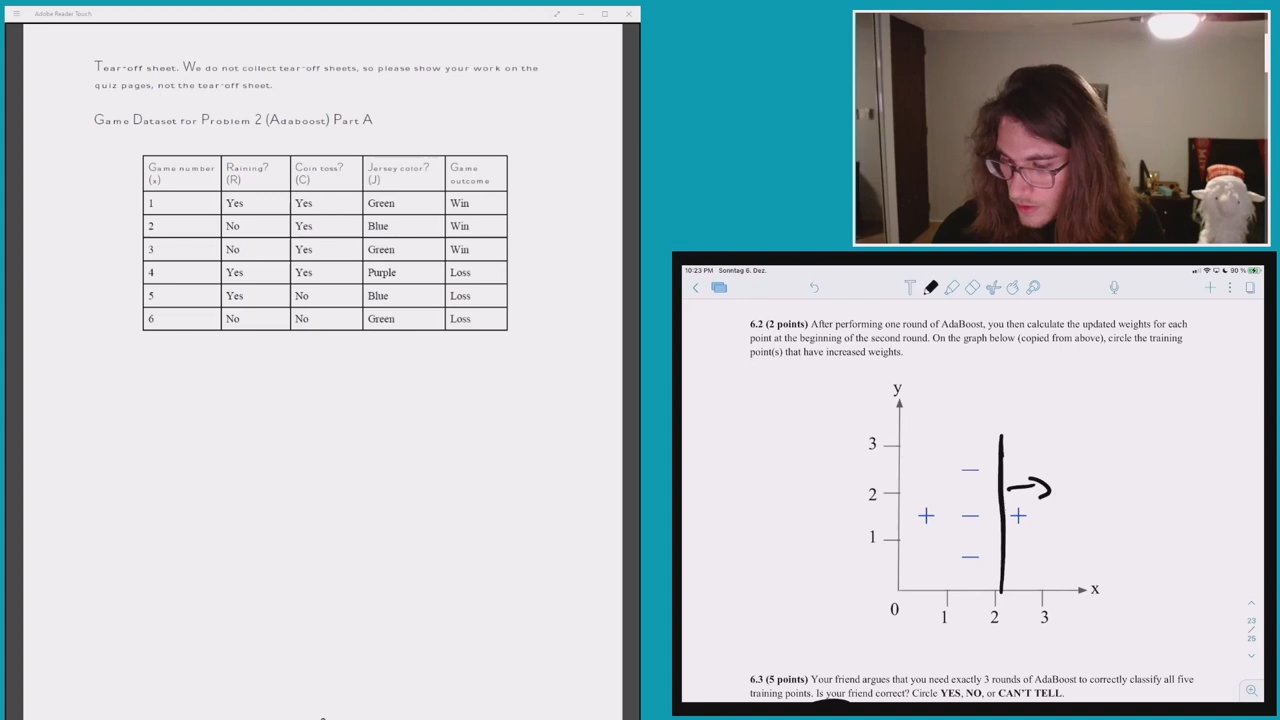 Adobe Reader Touch
Tear-off sheet. We do not collect tear-off sheets, so please show your work on the
quiz pages, not the tear-off sheet.
Game Dataset for Problem 2 (Adaboost) Part A
Game number (x) Raining? (R) Coin toss? (C) Jersey color? (J) Game outcome
1 Yes Yes Green Win
2 No Yes Blue Win
3 No Yes Green Win
4 Yes Yes Purple Loss
5 Yes No Blue Loss
6 No No Green Loss
10:23 PM Sonntag 6. Dez.
90 %
T
6.2 (2 points) After performing one round of AdaBoost, you then calculate the updated weights for each
point at the beginning of the second round. On the graph below (copied from above), circle the training
point(s) that have increased weights.
y
3
2
1
0
1 2 3
x
+ − − − +
23
/
25
6.3 (5 points) Your friend argues that you need exactly 3 rounds of AdaBoost to correctly classify all five
training points. Is your friend correct? Circle YES, NO, or CAN'T TELL.